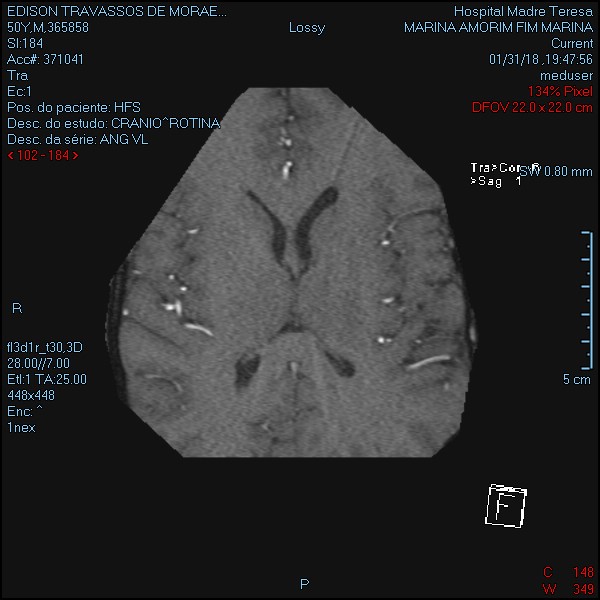 EDISON TRAVASSOS DE MORAE...
50Y,M,365858
Sl:184
Acc#: 371041
Tra
Ec:1
Pos. do paciente: HFS
Desc. do estudo: CRANIO^ROTINA
Desc. da série: ANG VL
< 102 - 184 >
Lossy
Hospital Madre Teresa
MARINA AMORIM FIM MARINA
Current
01/31/18 ,19:47:56
meduser
134% Pixel
DFOV 22.0 x 22.0 cm
Tra>Cor
SW 0.80 mm
>Sag 1
R
fl3d1r_t30,3D
28.00//7.00
Etl:1 TA:25.00
448x448
Enc: ^
1nex
5 cm
F
P
C 148
W 349